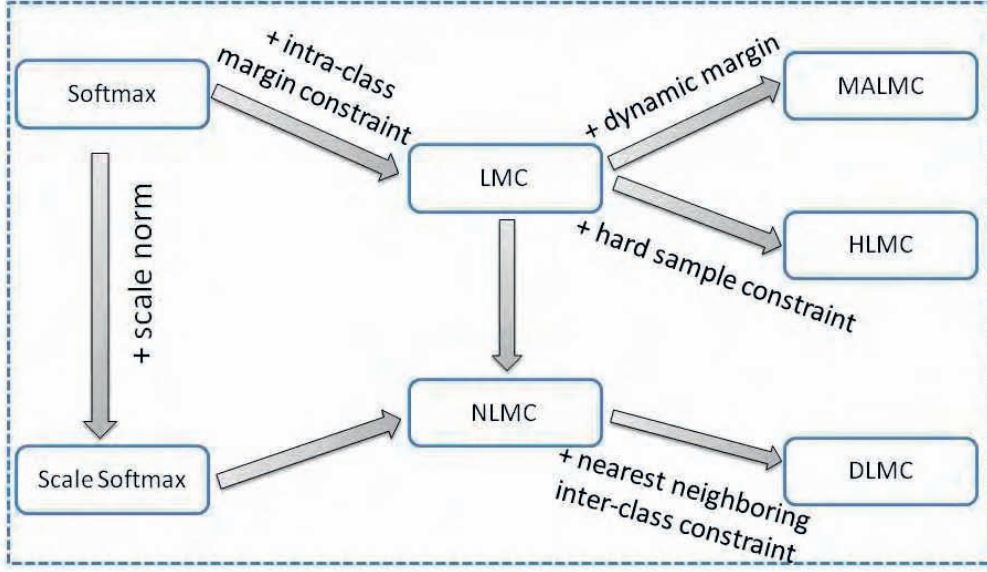 Softmax
+ intra-class
margin constraint
LMC
+ dynamic margin
MALMC
+ hard sample constraint
HLMC
+ scale norm
Scale Softmax
NLMC
+ nearest neighboring
inter-class constraint
DLMC